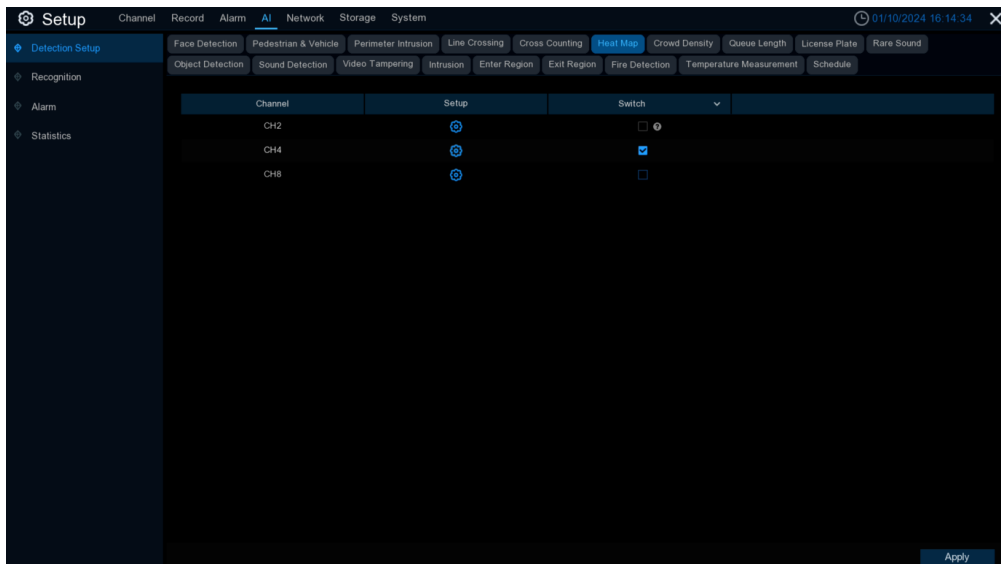 Setup Channel Record Alarm AI Network Storage System 01/10/2024 16:14:34
Detection Setup
Recognition
Alarm
Statistics
Face Detection Pedestrian & Vehicle Perimeter Intrusion Line Crossing Cross Counting Heat Map Crowd Density Queue Length License Plate Rare Sound
Object Detection Sound Detection Video Tampering Intrusion Enter Region Exit Region Fire Detection Temperature Measurement Schedule
Channel Setup Switch
CH2
CH4
CH8
Apply